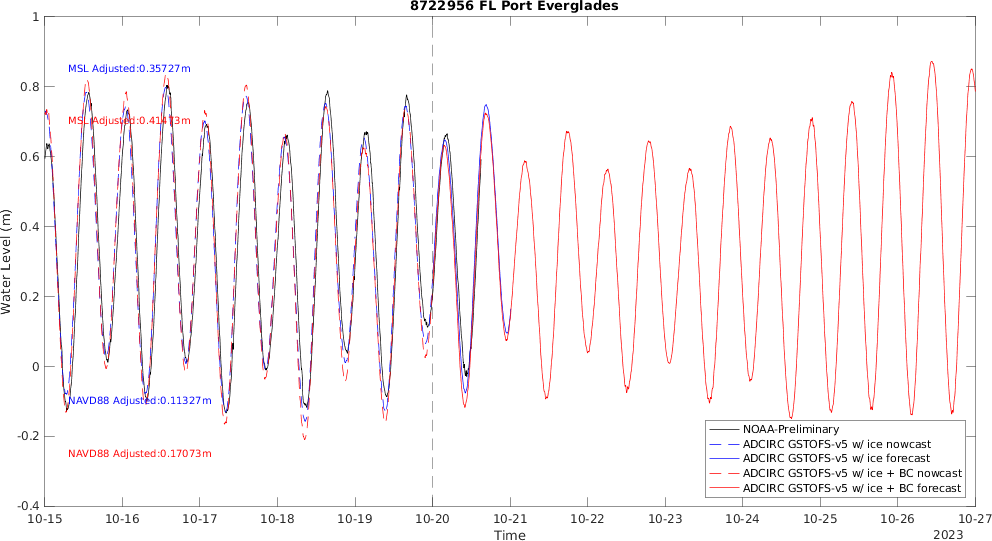 8722956 FL Port Everglades
1
0.8
0.6
0.4
0.2
0
-0.2
-0.4
Water Level (m)
MSL Adjusted:0.35727m
MSL Adjusted:0.41473m
NAVD88 Adjusted:0.11327m
NAVD88 Adjusted:0.17073m
NOAA-Preliminary
ADCIRC GSTOFS-v5 w/ ice nowcast
ADCIRC GSTOFS-v5 w/ ice forecast
ADCIRC GSTOFS-v5 w/ ice + BC nowcast
ADCIRC GSTOFS-v5 w/ ice + BC forecast
10-15 10-16 10-17 10-18 10-19 10-20 10-21 10-22 10-23 10-24 10-25 10-26 10-27
Time
2023